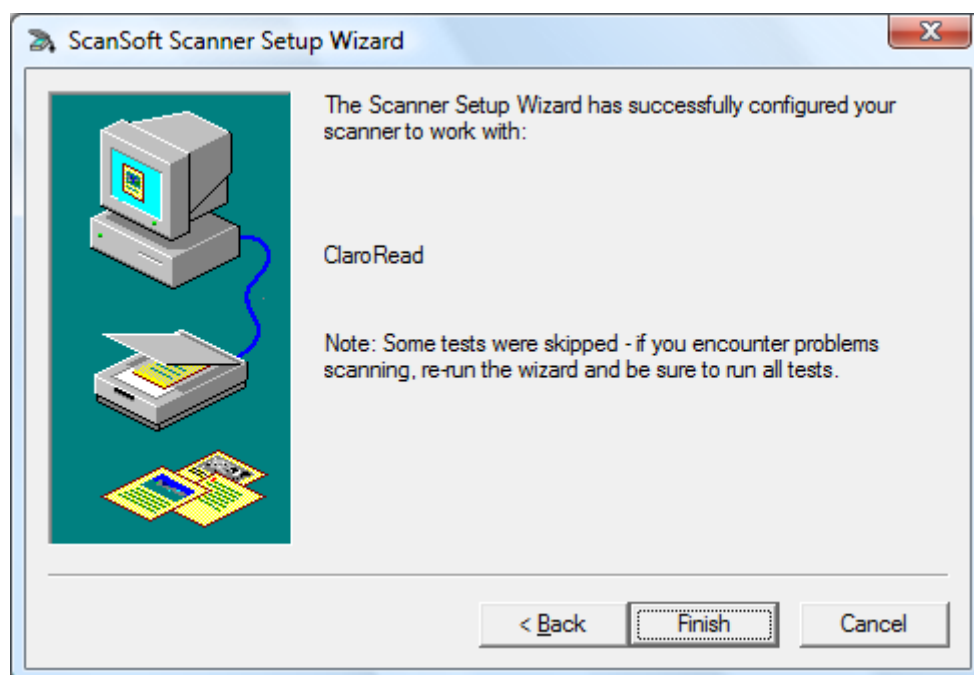 ScanSoft Scanner Setup Wizard
The Scanner Setup Wizard has successfully configured your
scanner to work with:
ClaroRead
Note: Some tests were skipped - if you encounter problems
scanning, re-run the wizard and be sure to run all tests.
< Back
Finish
Cancel